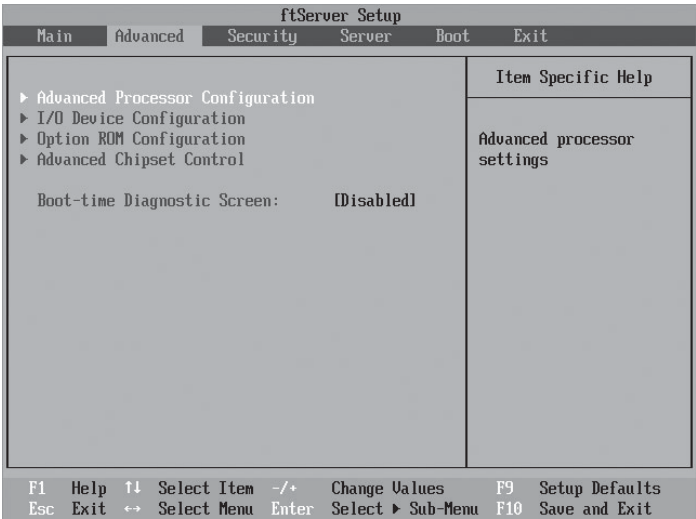 ftServer Setup
Main Advanced Security Server Boot Exit
Item Specific Help
▶ Advanced Processor Configuration
▶ I/O Device Configuration
▶ Option ROM Configuration
▶ Advanced Chipset Control
Boot-time Diagnostic Screen: [Disabled]
Advanced processor
settings
F1 Help ↑↓ Select Item -/+ Change Values F9 Setup Defaults
Esc Exit ↔ Select Menu Enter Select ▶ Sub-Menu F10 Save and Exit